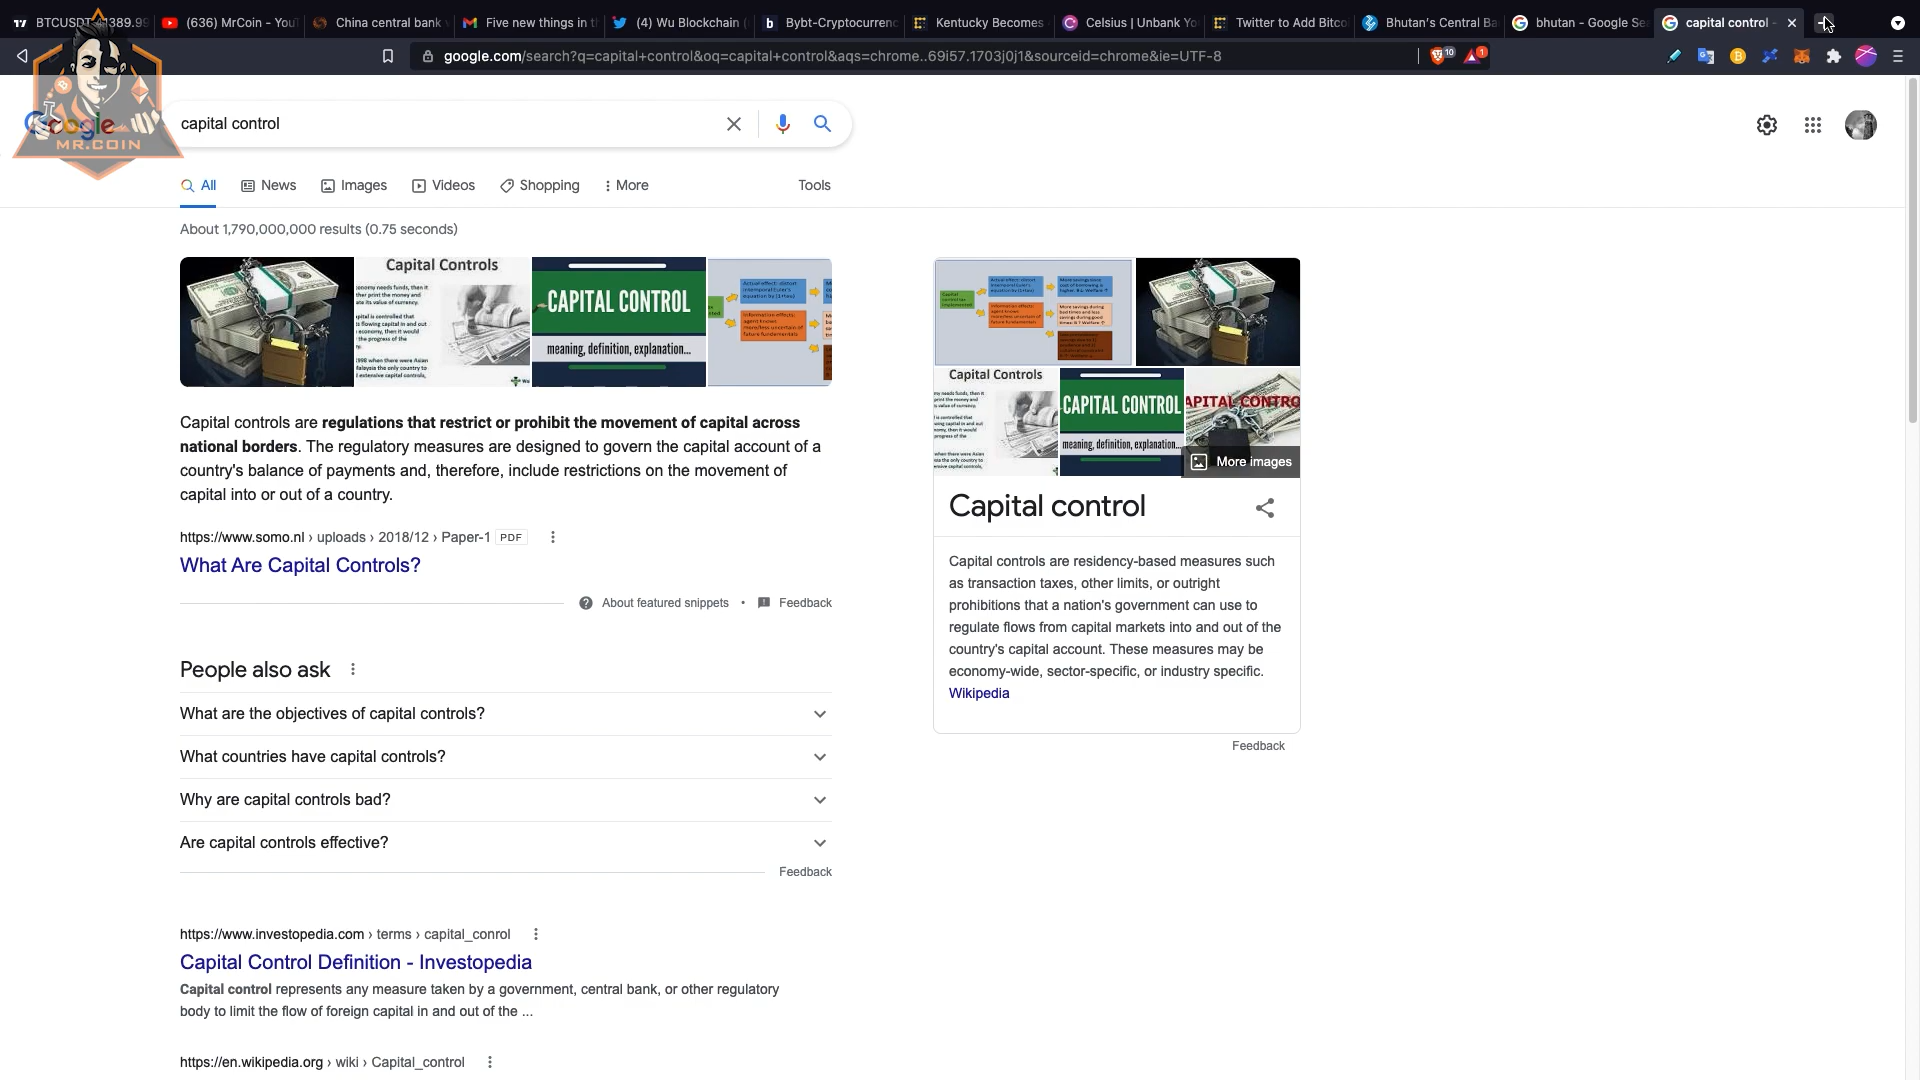 BTCUSDT 41389.99
(636) MrCoin - YouT
China central bank
Five new things in t
(4) Wu Blockchain
Bybt-Cryptocurrenc
Kentucky Becomes
Celsius | Unbank Yo
Twitter to Add Bitco
Bhutan's Central Ba
bhutan - Google Se
capital control -
google.com/search?q=capital+control&oq=capital+control&aqs=chrome..69i57.1703j0j1&sourceid=chrome&ie=UTF-8
10
1
Google
MR.COIN
capital control
All
News
Images
Videos
Shopping
More
Tools
About 1,790,000,000 results (0.75 seconds)
Capital Controls
CAPITAL CONTROL
meaning, definition, explanation...
Capital controls are regulations that restrict or prohibit the movement of capital across
national borders. The regulatory measures are designed to govern the capital account of a
country's balance of payments and, therefore, include restrictions on the movement of
capital into or out of a country.
https://www.somo.nl › uploads › 2018/12 › Paper-1 PDF
What Are Capital Controls?
About featured snippets • Feedback
People also ask
What are the objectives of capital controls?
What countries have capital controls?
Why are capital controls bad?
Are capital controls effective?
Feedback
https://www.investopedia.com › terms › capital_conrol
Capital Control Definition - Investopedia
Capital control represents any measure taken by a government, central bank, or other regulatory
body to limit the flow of foreign capital in and out of the ...
https://en.wikipedia.org › wiki › Capital_control
Capital Controls
CAPITAL CONTROL
meaning, definition, explanation...
APITAL CONTRO
More images
Capital control
Capital controls are residency-based measures such
as transaction taxes, other limits, or outright
prohibitions that a nation's government can use to
regulate flows from capital markets into and out of the
country's capital account. These measures may be
economy-wide, sector-specific, or industry specific.
Wikipedia
Feedback